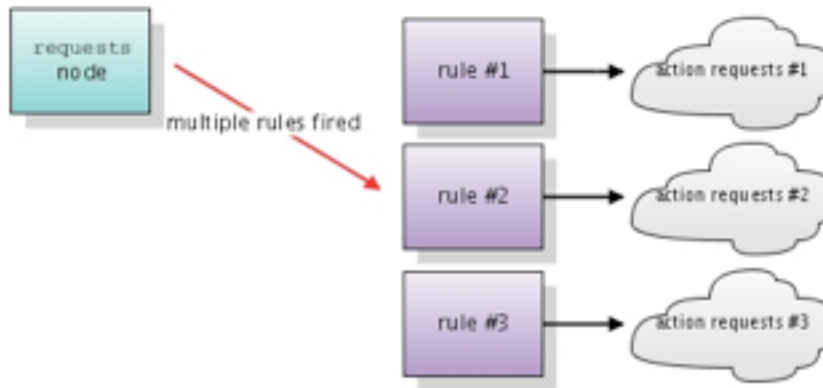 requests
node
multiple rules fired
rule #1
action requests #1
rule #2
action requests #2
rule #3
action requests #3